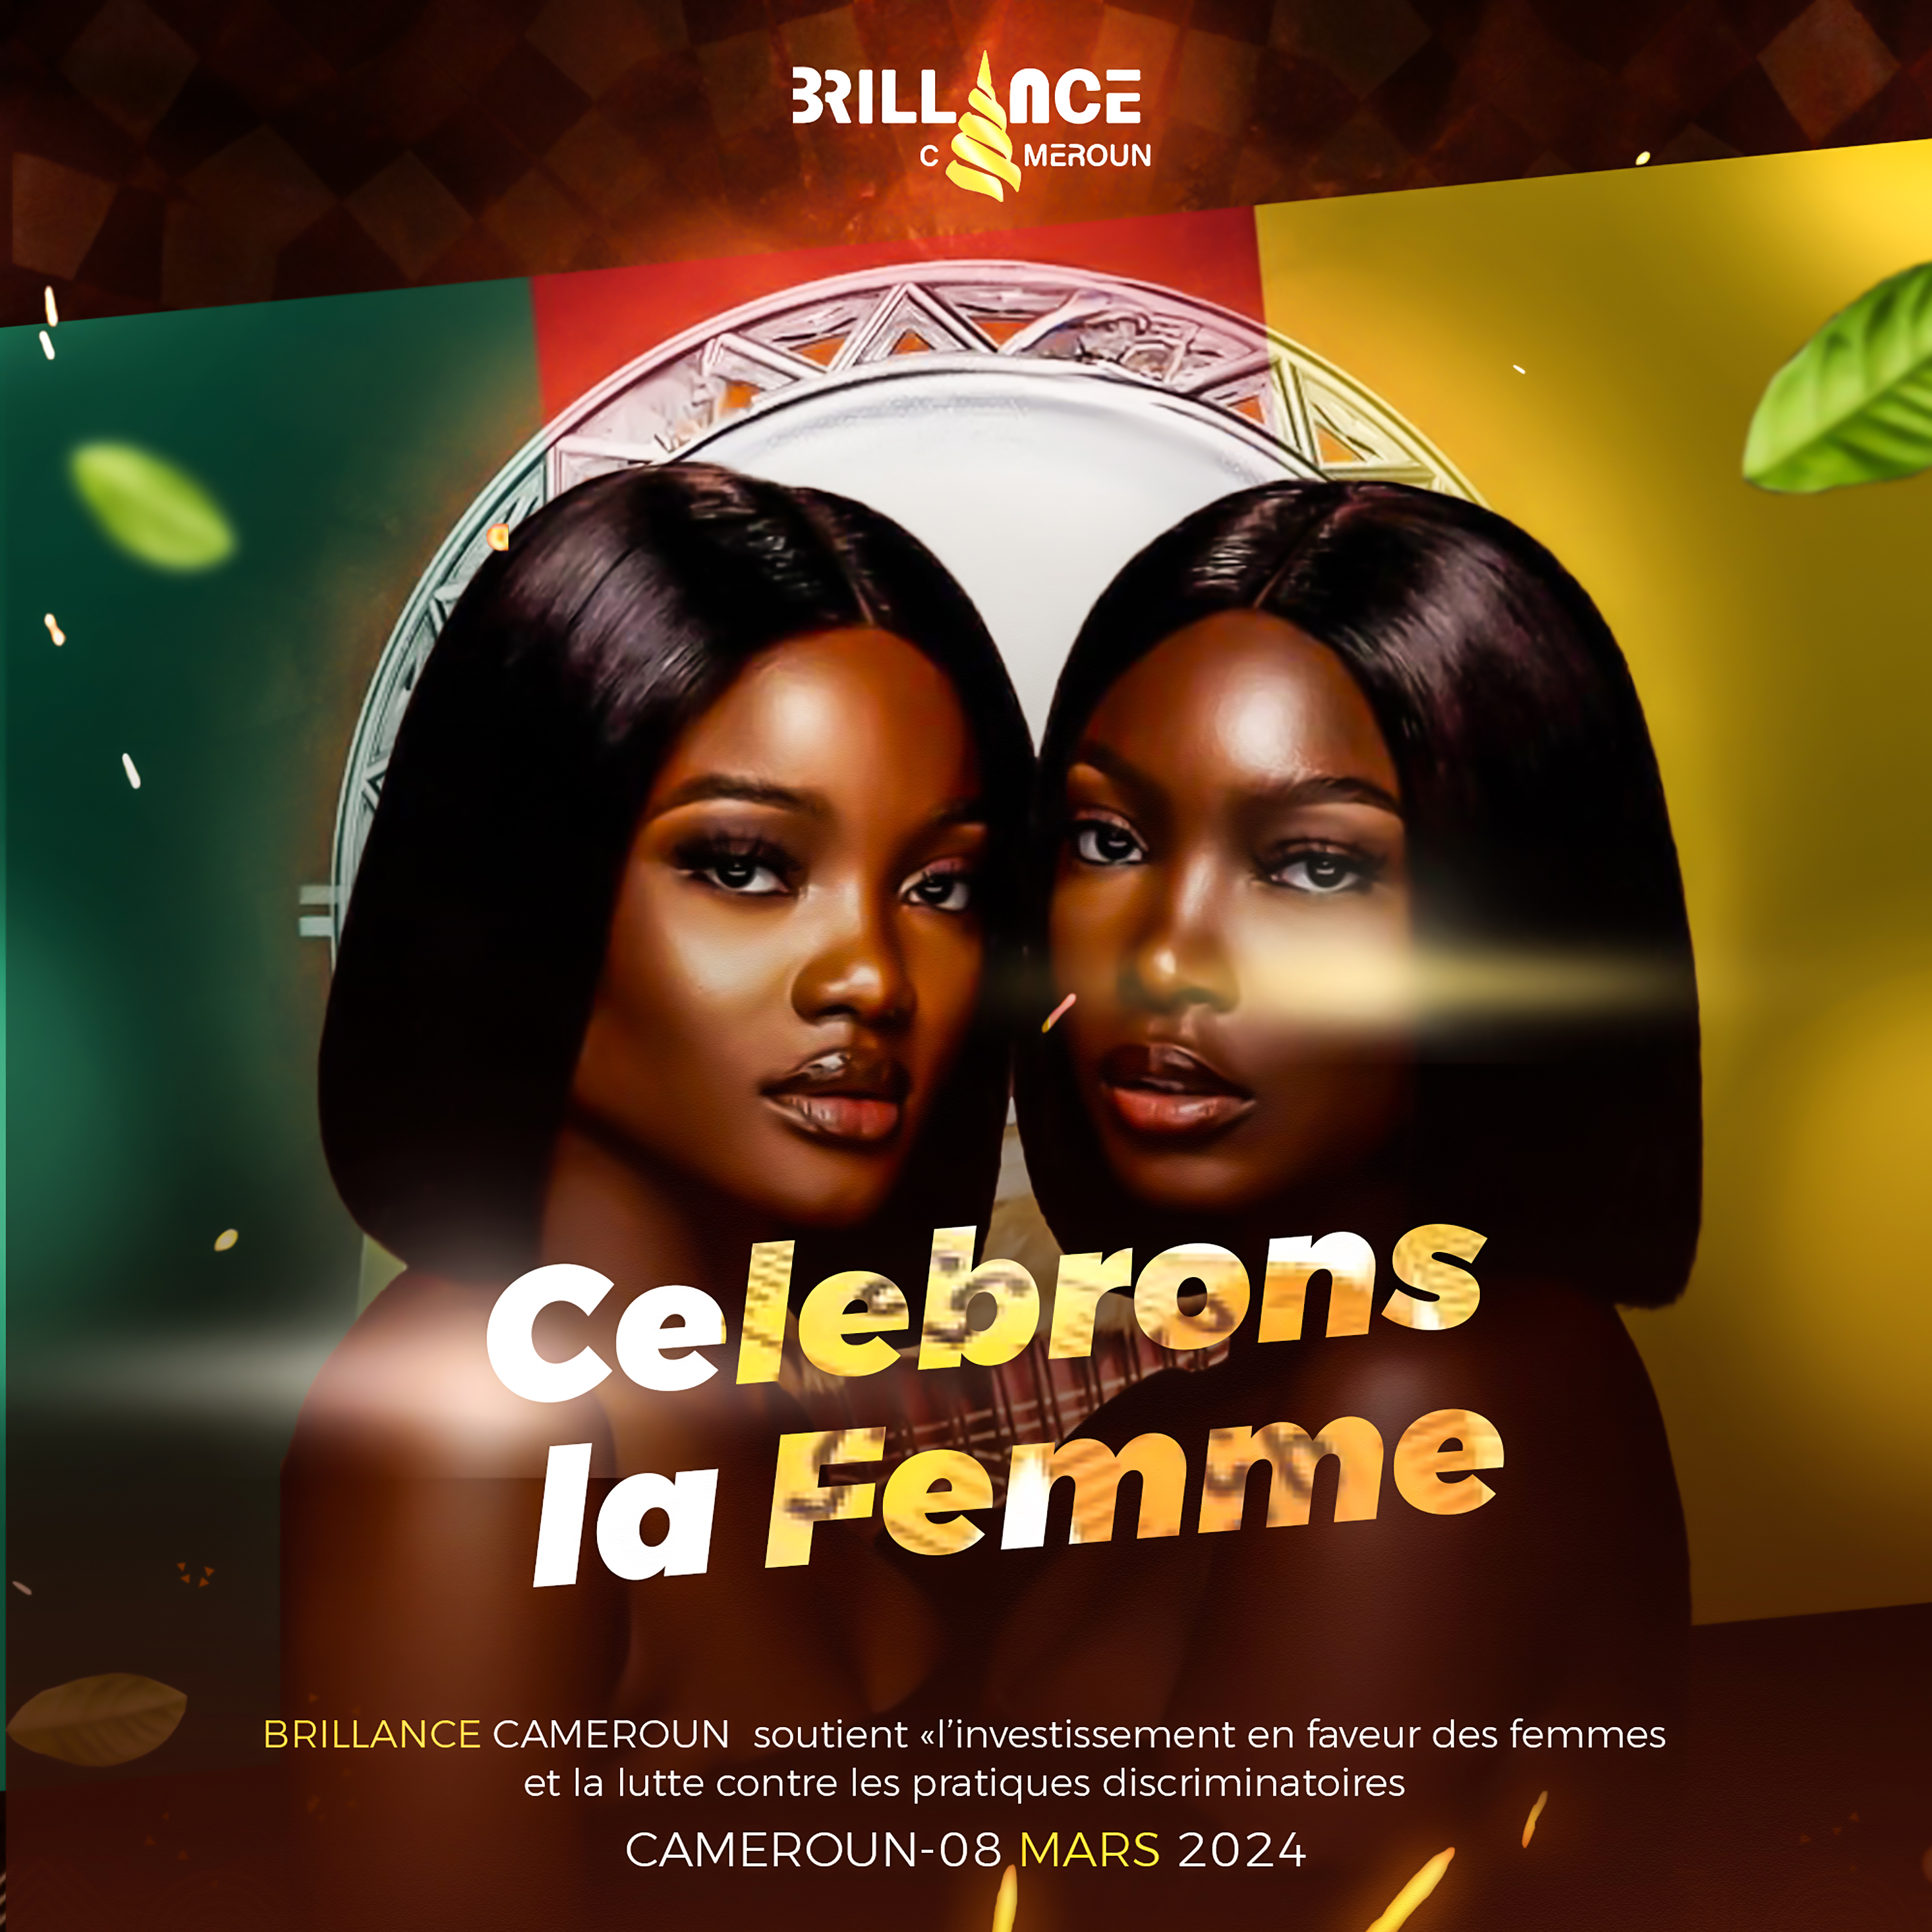 BRILLANCE
CAMEROUN
Celebrons
la Femme
BRILLANCE CAMEROUN soutient «l'investissement en faveur des femmes
et la lutte contre les pratiques discriminatoires
CAMEROUN-08 MARS 2024